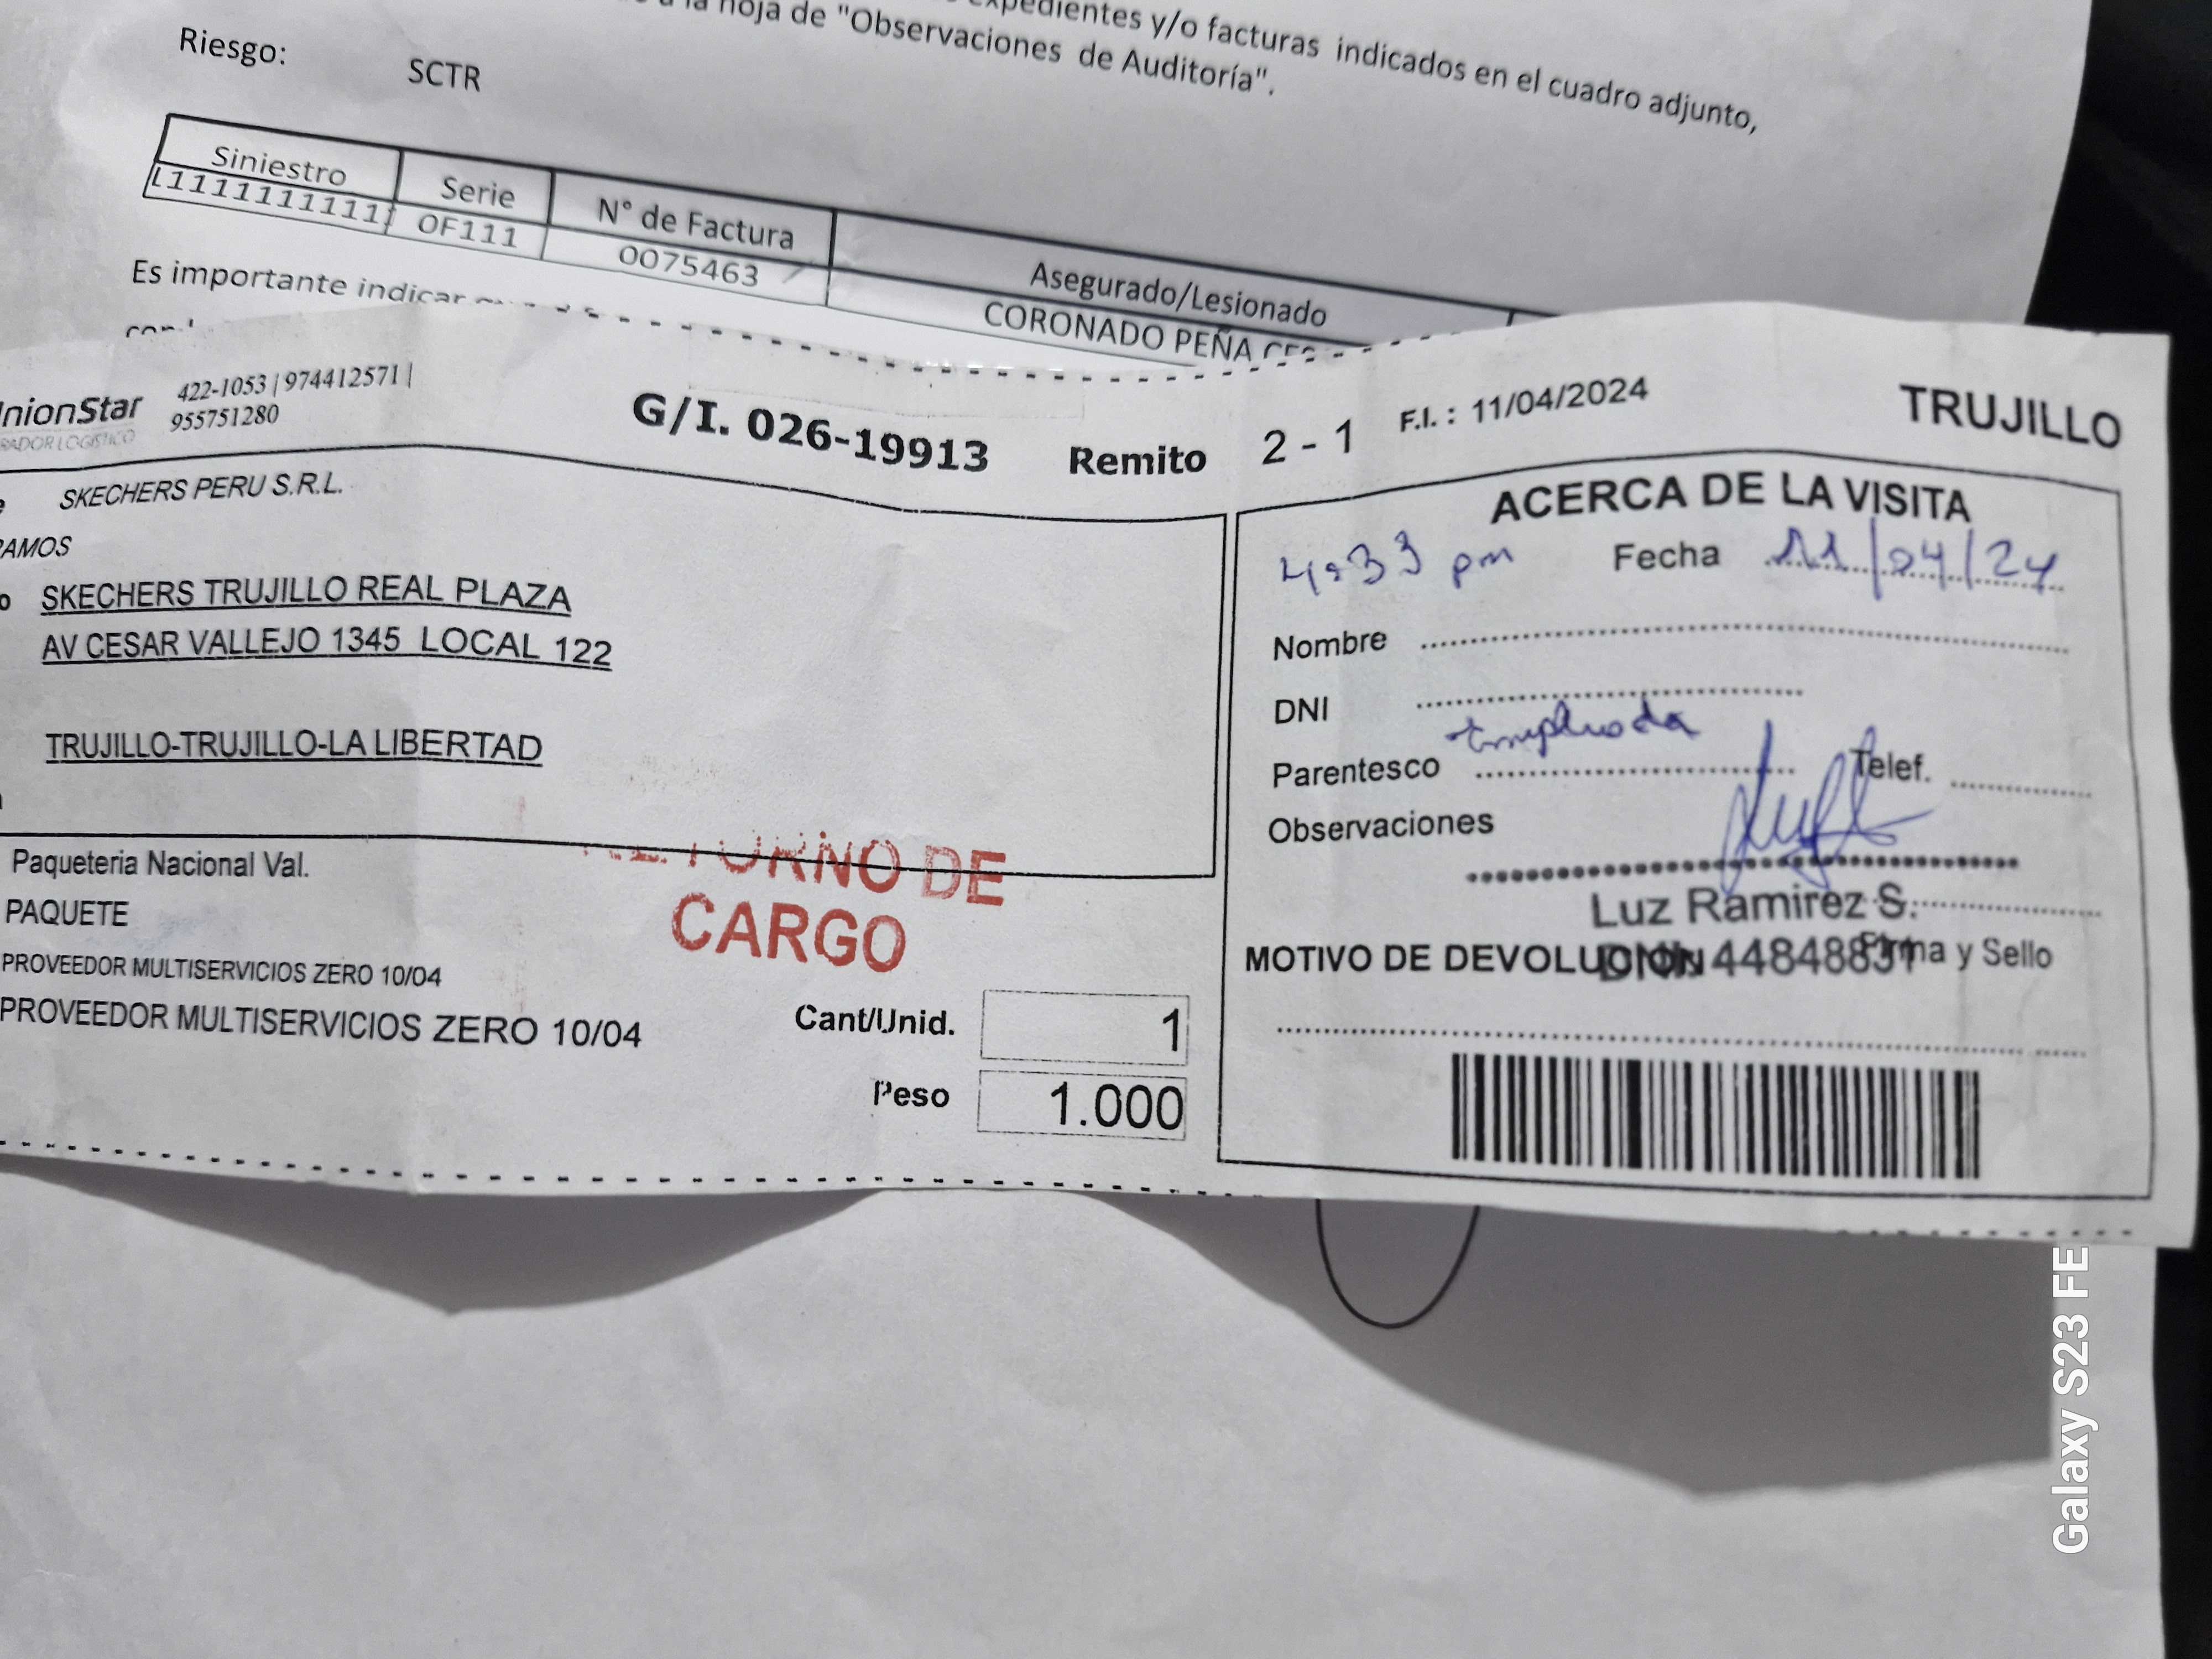 expedientes y/o facturas indicados en el cuadro adjunto,
a la hoja de "Observaciones de Auditoría".
Riesgo: SCTR
Siniestro Serie N° de Factura Asegurado/Lesionado
OF111 0075463 CORONADO PEÑA
Es importante indicar
nionStar
422-1053 | 974412571 |
955751280
G/I. 026-19913 Remito 2 - 1 F.I. : 11/04/2024 TRUJILLO
SKECHERS PERU S.R.L.
RAMOS
SKECHERS TRUJILLO REAL PLAZA
AV CESAR VALLEJO 1345 LOCAL 122
TRUJILLO-TRUJILLO-LA LIBERTAD
RETORNO DE
CARGO
Paqueteria Nacional Val.
PAQUETE
PROVEEDOR MULTISERVICIOS ZERO 10/04
PROVEEDOR MULTISERVICIOS ZERO 10/04
Cant/Unid. 1
Peso 1.000
ACERCA DE LA VISITA
4:33 pm Fecha 11/04/24
Nombre
DNI
Parentesco Telef.
Observaciones
Luz Ramirez S.
Firma y Sello
MOTIVO DE DEVOLUCION
Galaxy S23 FE